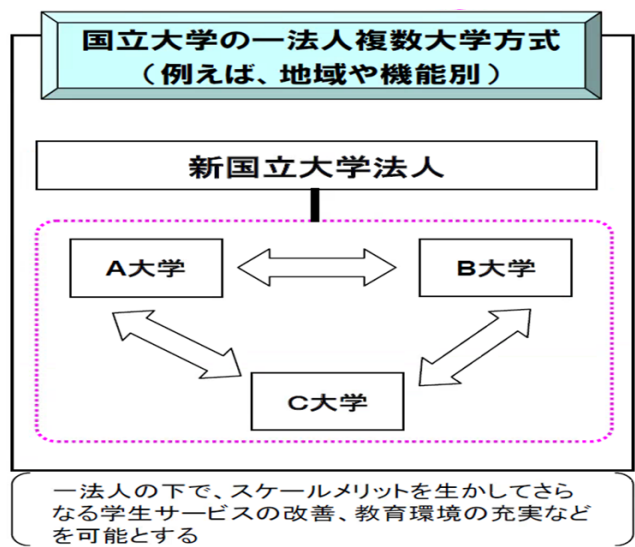 国立大学の一法人複数大学方式
（例えば、地域や機能別）
新国立大学法人
A大学
B大学
C大学
一法人の下で、スケールメリットを生かしてさら
なる学生サービスの改善、教育環境の充実など
を可能とする